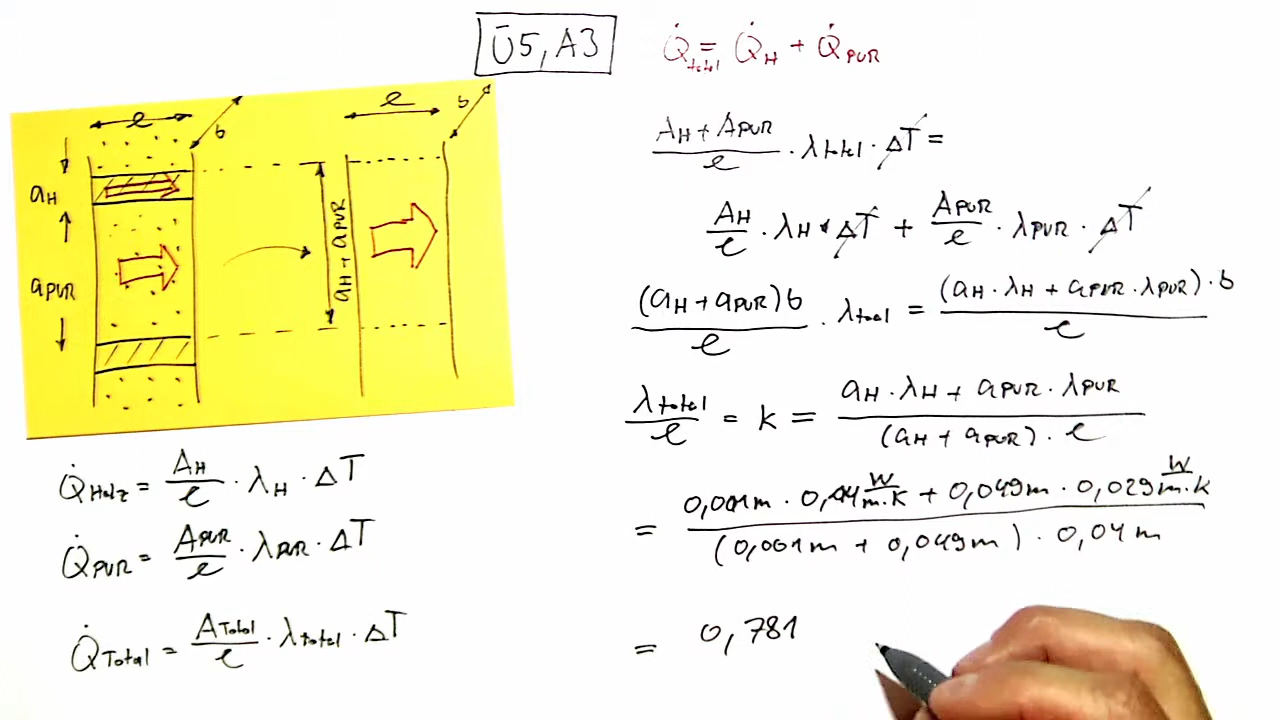 Ü5, A3
Q̇total = Q̇H + Q̇PUR
e b e b
aH
aPUR
aH + aPUR
(AH + APUR)/e · λtotal · ΔT =
AH/e · λH · ΔT + APUR/e · λPUR · ΔT
(aH + aPUR)b/e · λtotal = (aH · λH + aPUR · λPUR) · b/e
λtotal/e = k = (aH · λH + aPUR · λPUR)/((aH + aPUR) · e)
= (0,001m · 0,14 W/m·K + 0,049m · 0,029 W/m·K)/((0,001m + 0,049m) · 0,04m)
= 0,781
Q̇Holz = AH/e · λH · ΔT
Q̇PUR = APUR/e · λPUR · ΔT
Q̇Total = ATotal/e · λtotal · ΔT